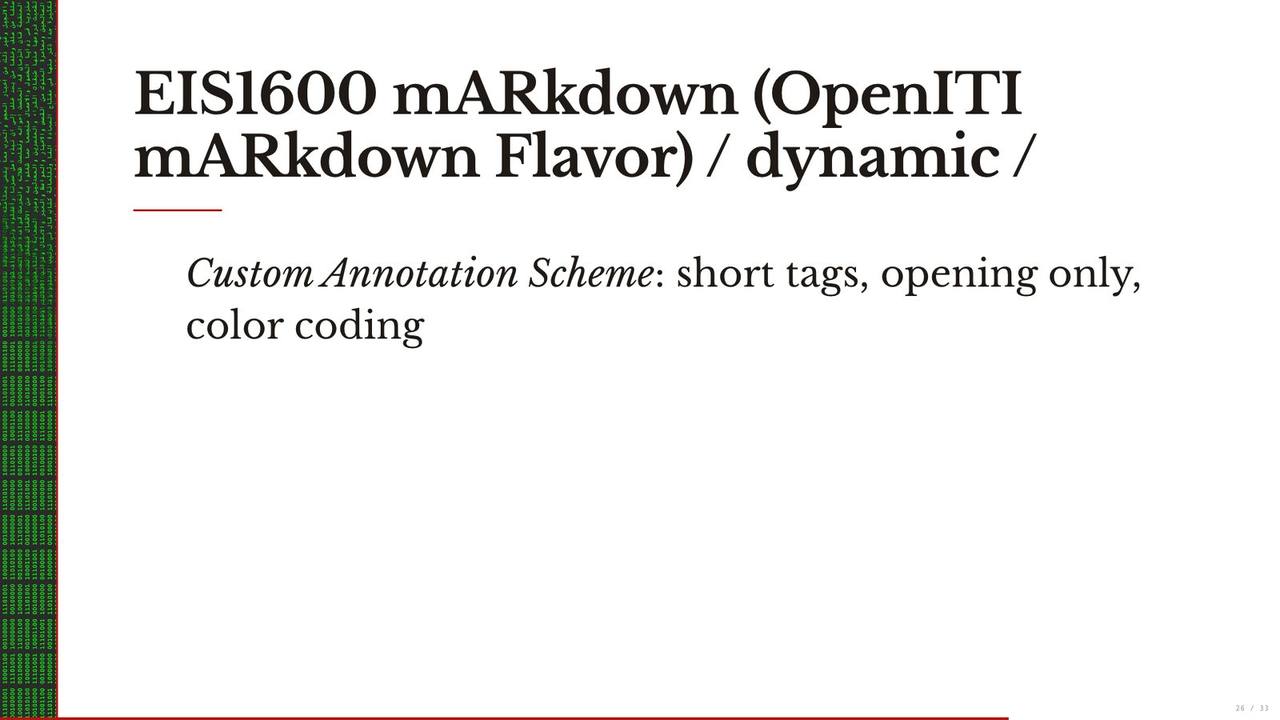 EIS1600 mARkdown (OpenITI
mARkdown Flavor) / dynamic /
Custom Annotation Scheme: short tags, opening only,
color coding
26 / 33